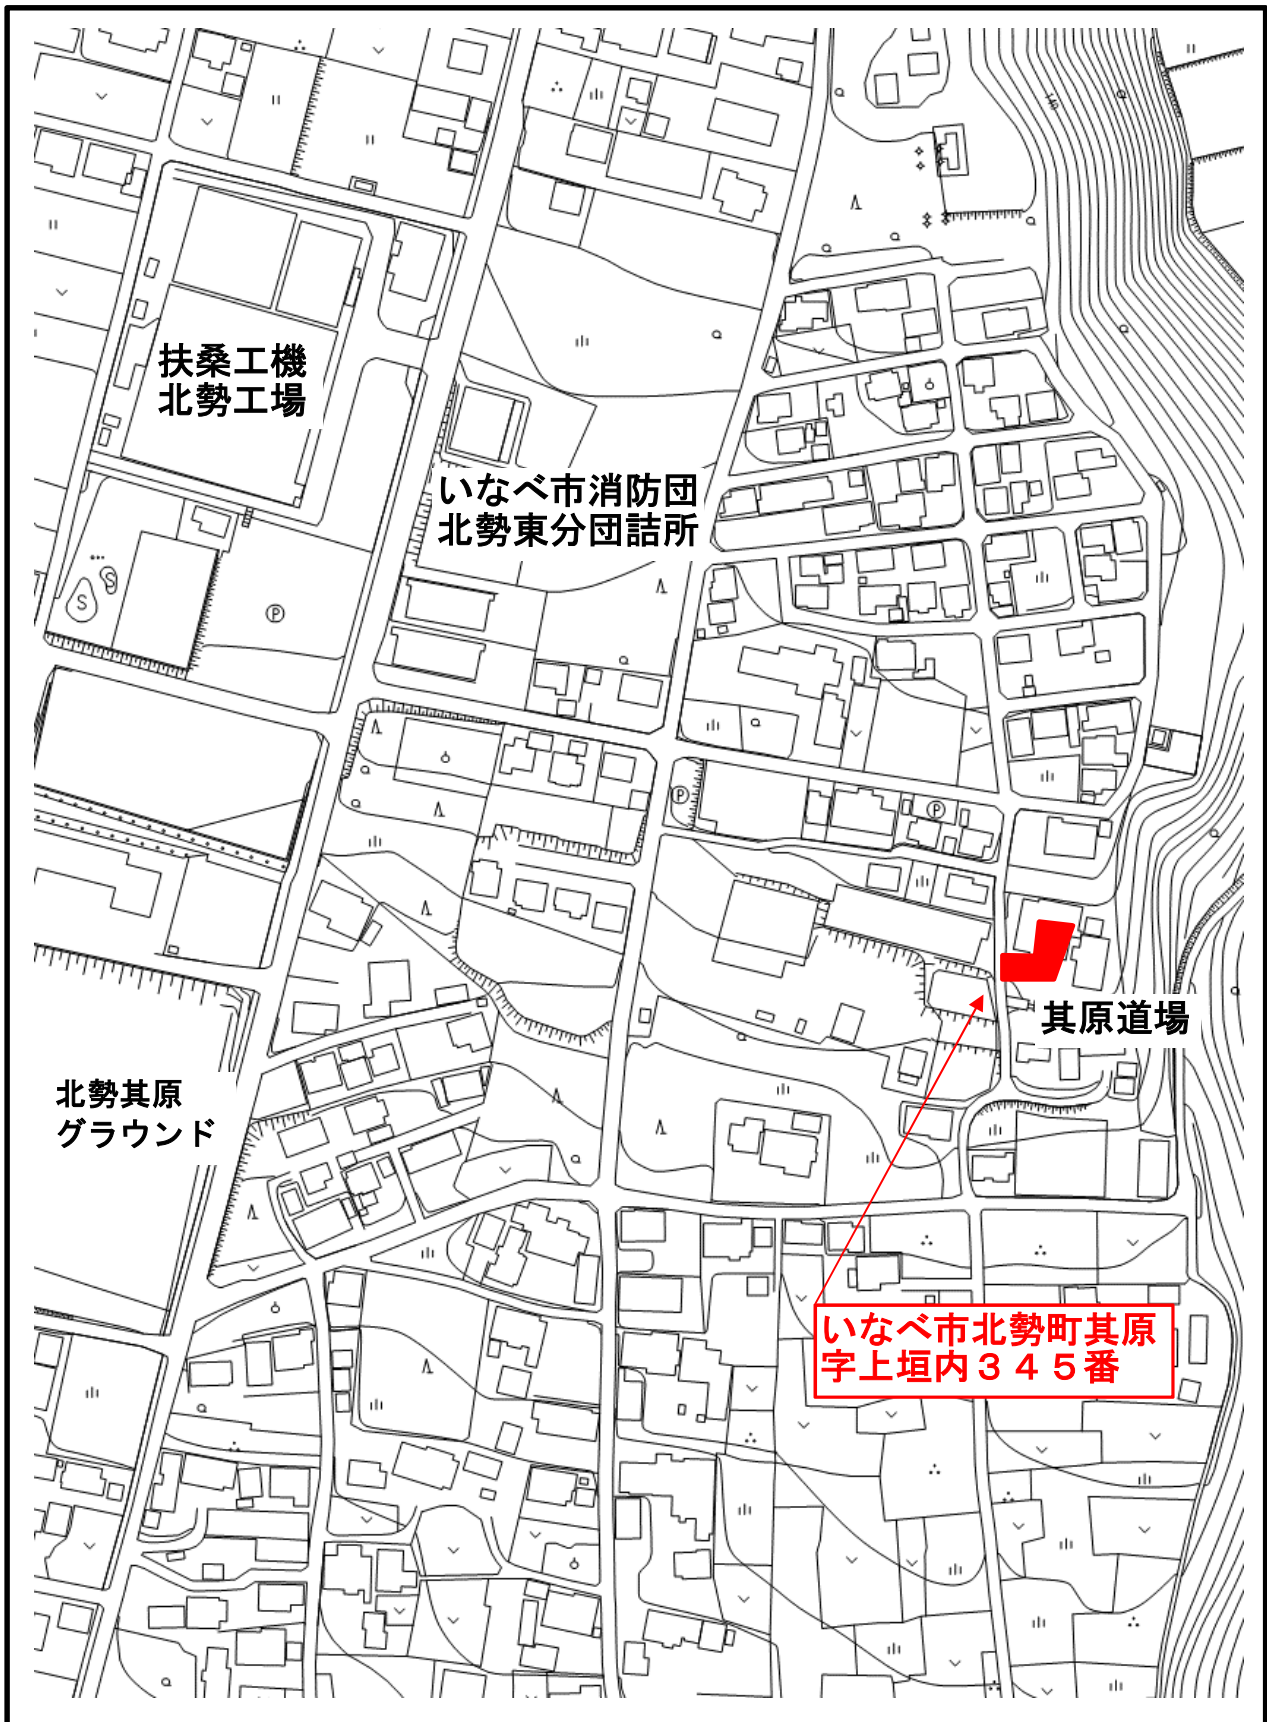 140
扶桑工機
北勢工場
いなべ市消防団
北勢東分団詰所
S
S
P
P
P
其原道場
北勢其原
グラウンド
いなべ市北勢町其原
字上垣内３４５番